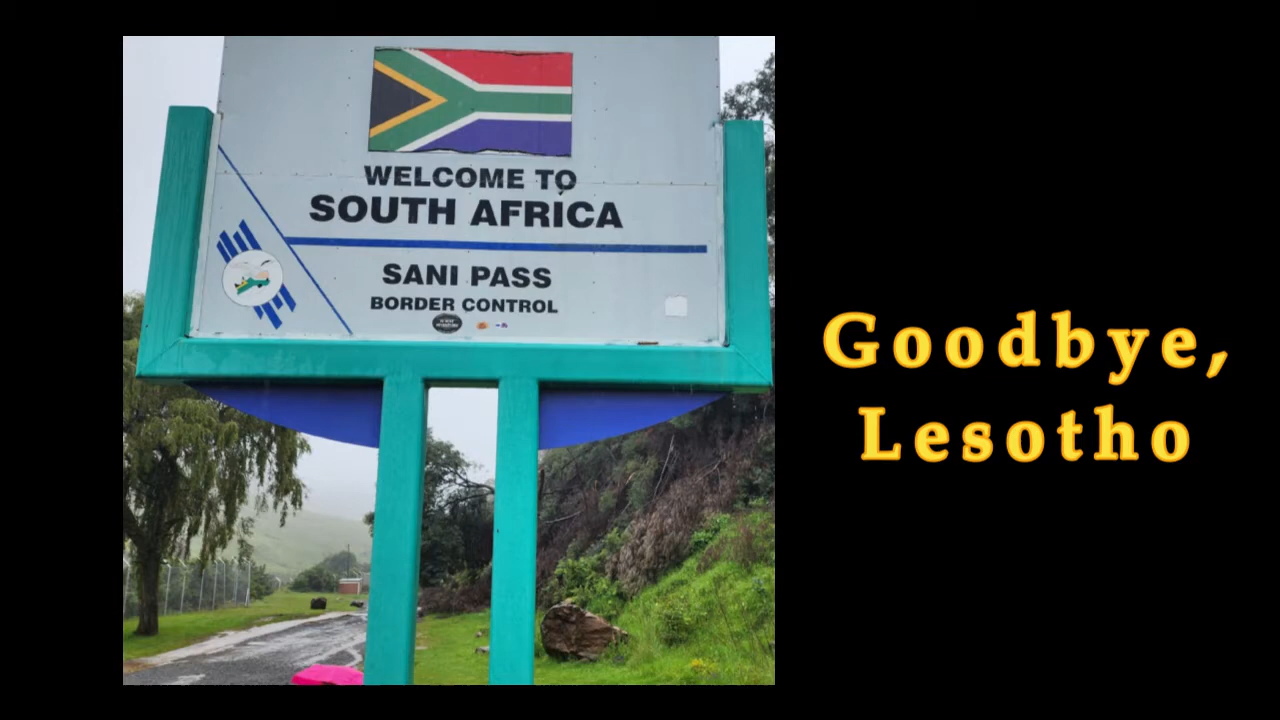 WELCOME TO
SOUTH AFRICA
SANI PASS
BORDER CONTROL
Goodbye,
Lesotho